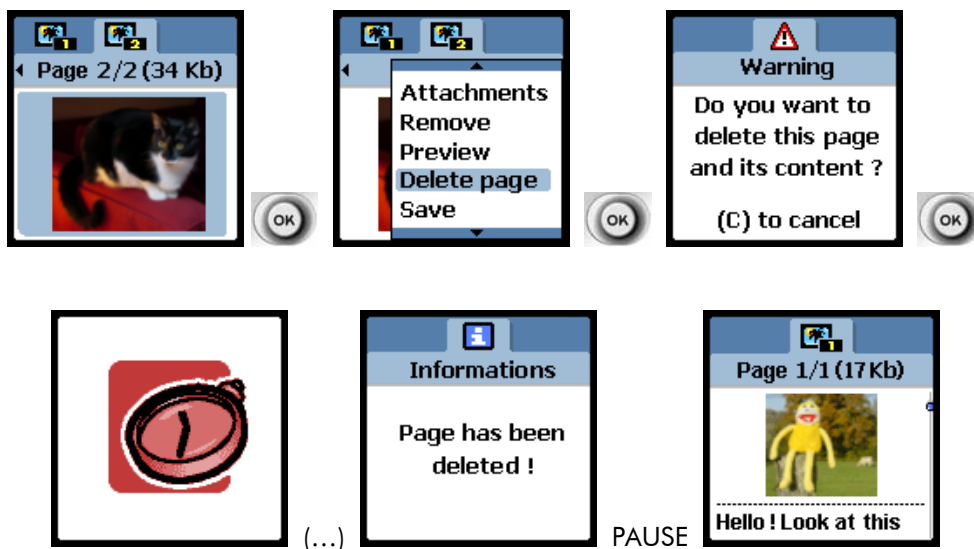 1
2
Page 2/2 (34 Kb)
OK
1
2
Attachments
Remove
Preview
Delete page
Save
OK
Warning
Do you want to
delete this page
and its content ?
(C) to cancel
OK
(...)
i
Informations
Page has been
deleted !
PAUSE
1
Page 1/1 (17 Kb)
Hello ! Look at this